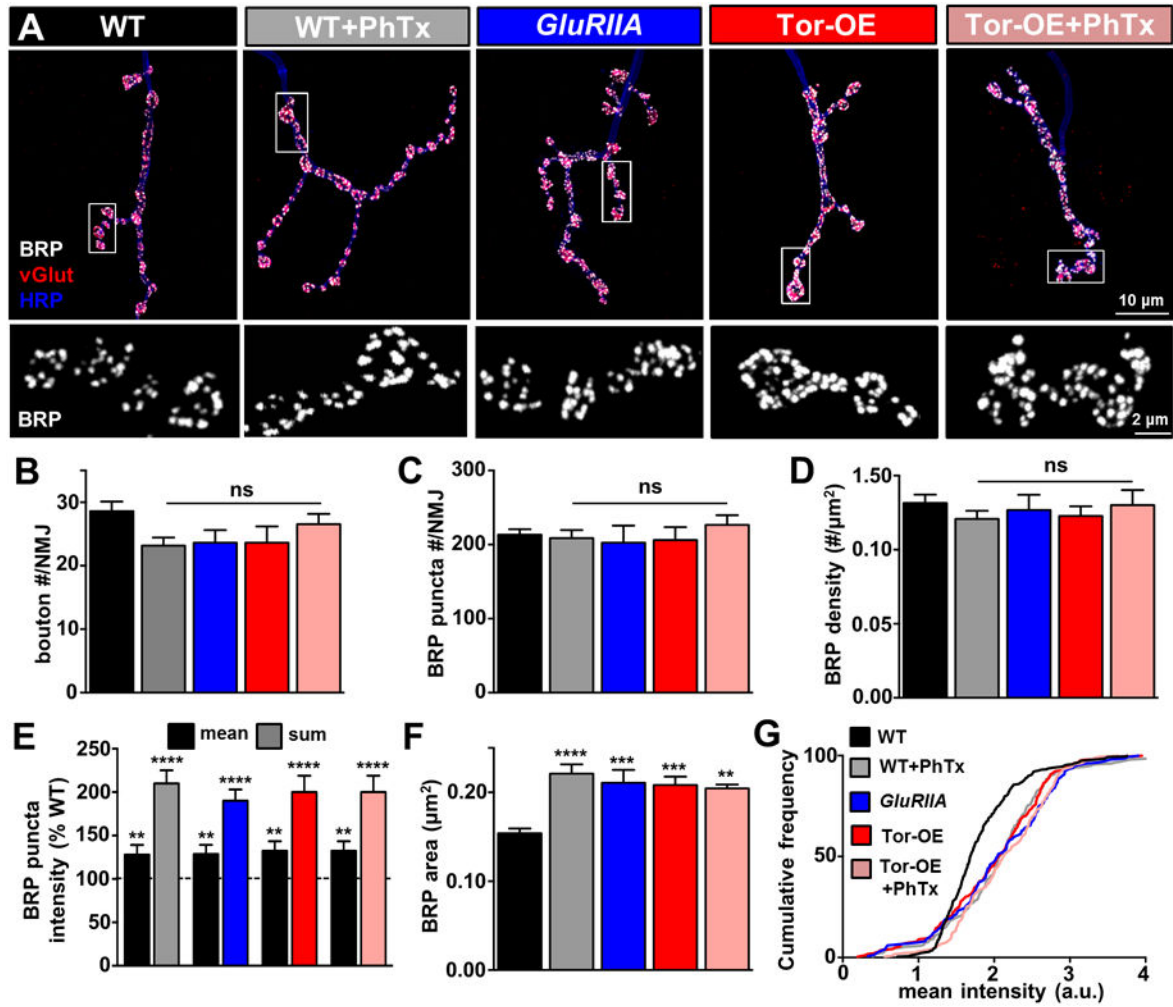 A
WT
WT+PhTx
GluRIIA
Tor-OE
Tor-OE+PhTx
BRP
vGlut
HRP
10 µm
BRP
2 µm
B
bouton #/NMJ
30
20
10
0
ns
C
BRP puncta #/NMJ
300
200
100
0
ns
D
BRP density (#/µm²)
1.50
0.12
0.05
0.00
ns
E
mean
sum
BRP puncta
intensity (% WT)
250
200
150
100
50
0
** **** ** **** ** **** ** ****
F
BRP area (µm²)
0.20
0.10
0.00
**** *** *** **
G
WT
WT+PhTx
GluRIIA
Tor-OE
Tor-OE
+PhTx
Cumulative frequency
100
50
0
0 1 2 3 4
mean intensity (a.u.)